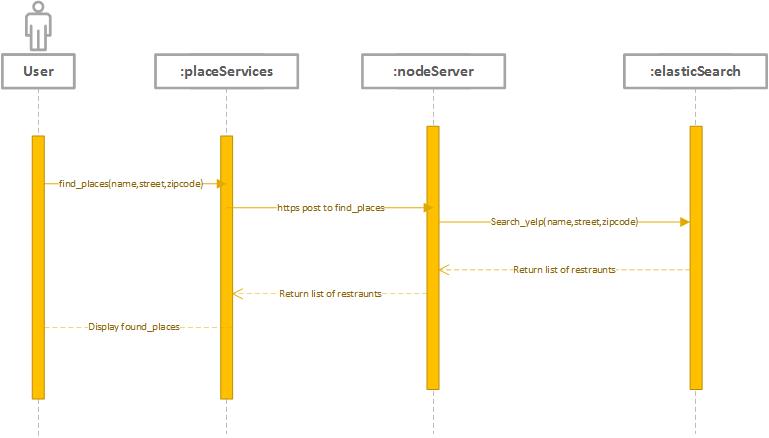 User
:placeServices
:nodeServer
:elasticSearch
find_places(name,street,zipcode)
https post to find_places
Search_yelp(name,street,zipcode)
Return list of restraunts
Return list of restraunts
Display found_places